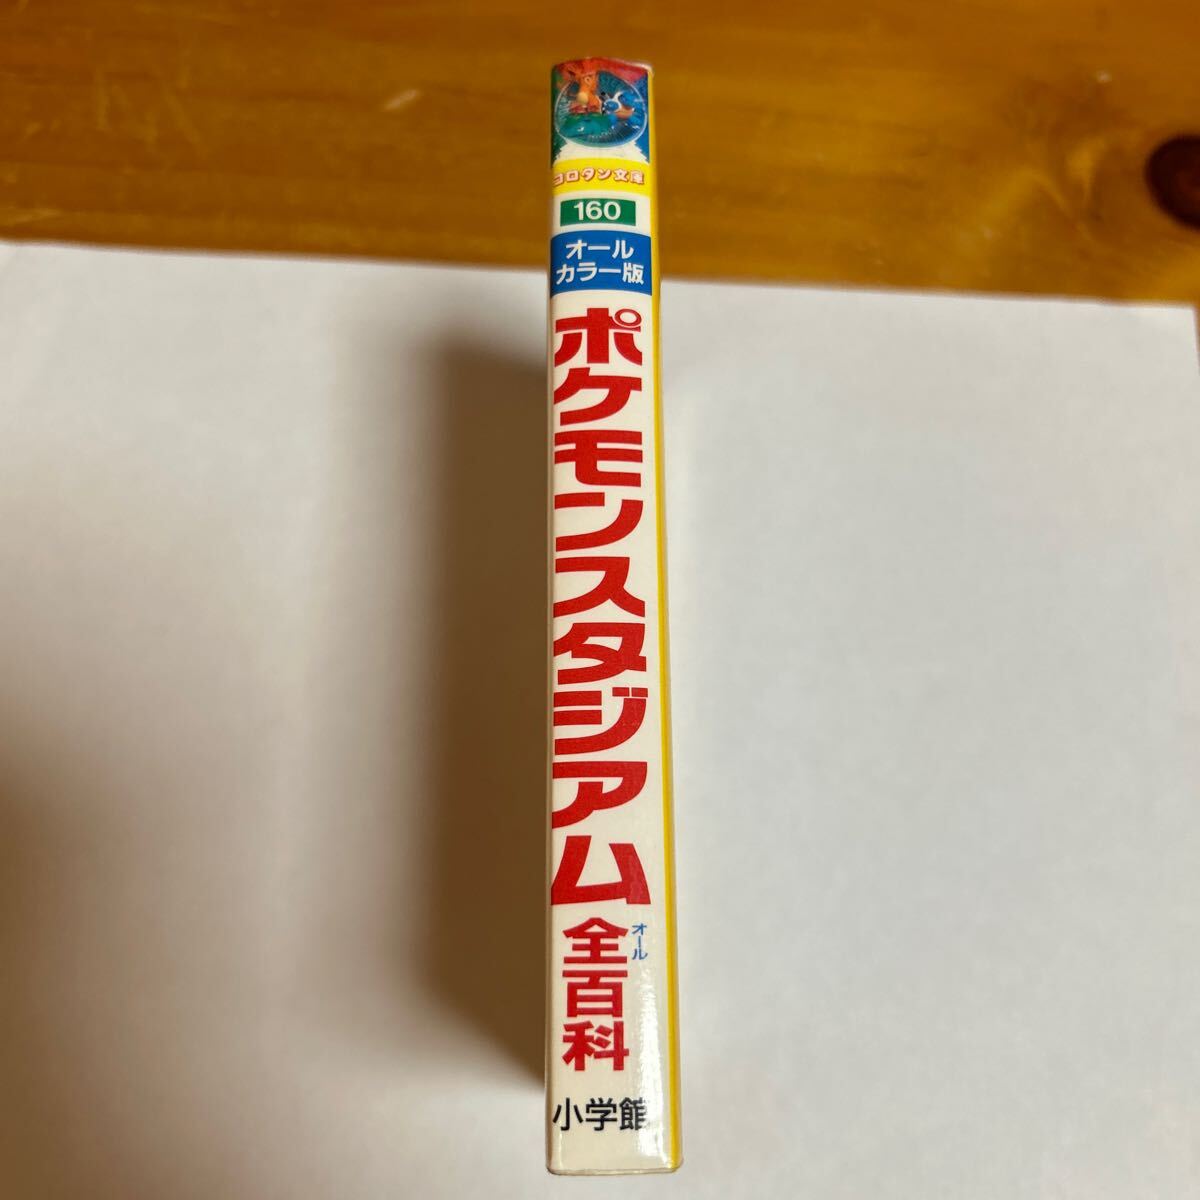 コロタン文庫
160
オール
カラー版
ポケモンスタジアム
全百科
オール
小学館